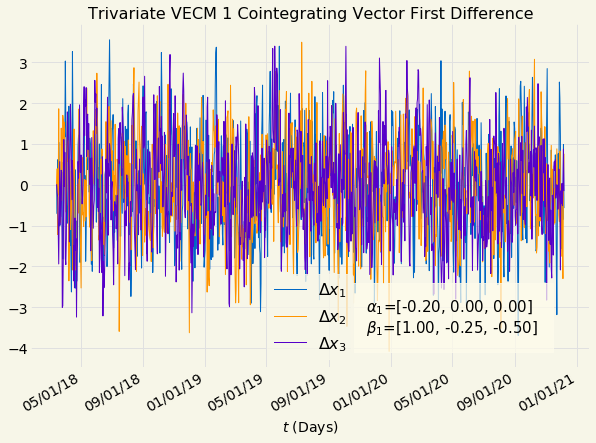 Trivariate VECM 1 Cointegrating Vector First Difference
3
2
1
0
−1
−2
−3
−4
Δx₁
Δx₂
Δx₃
α₁=[-0.20, 0.00, 0.00]
β₁=[1.00, -0.25, -0.50]
05/01/18
09/01/18
01/01/19
05/01/19
09/01/19
01/01/20
05/01/20
09/01/20
01/01/21
t (Days)